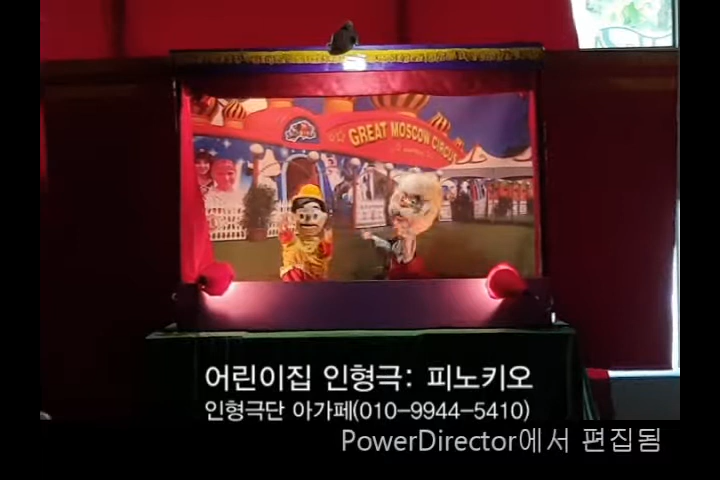 GREAT MOSCOW CIRCUS
어린이집 인형극: 피노키오
인형극단 아가페(010-9944-5410)
PowerDirector에서 편집됨